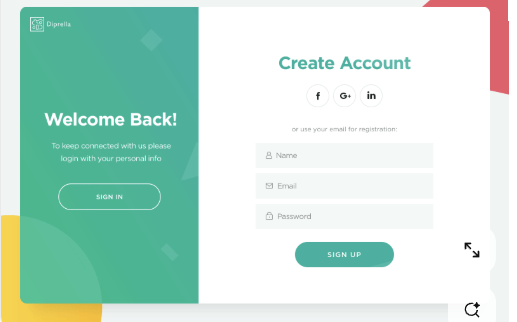 Diprella
Welcome Back!
To keep connected with us please
login with your personal info
SIGN IN
Create Account
f
G+
in
or use your email for registration:
Name
Email
Password
SIGN UP